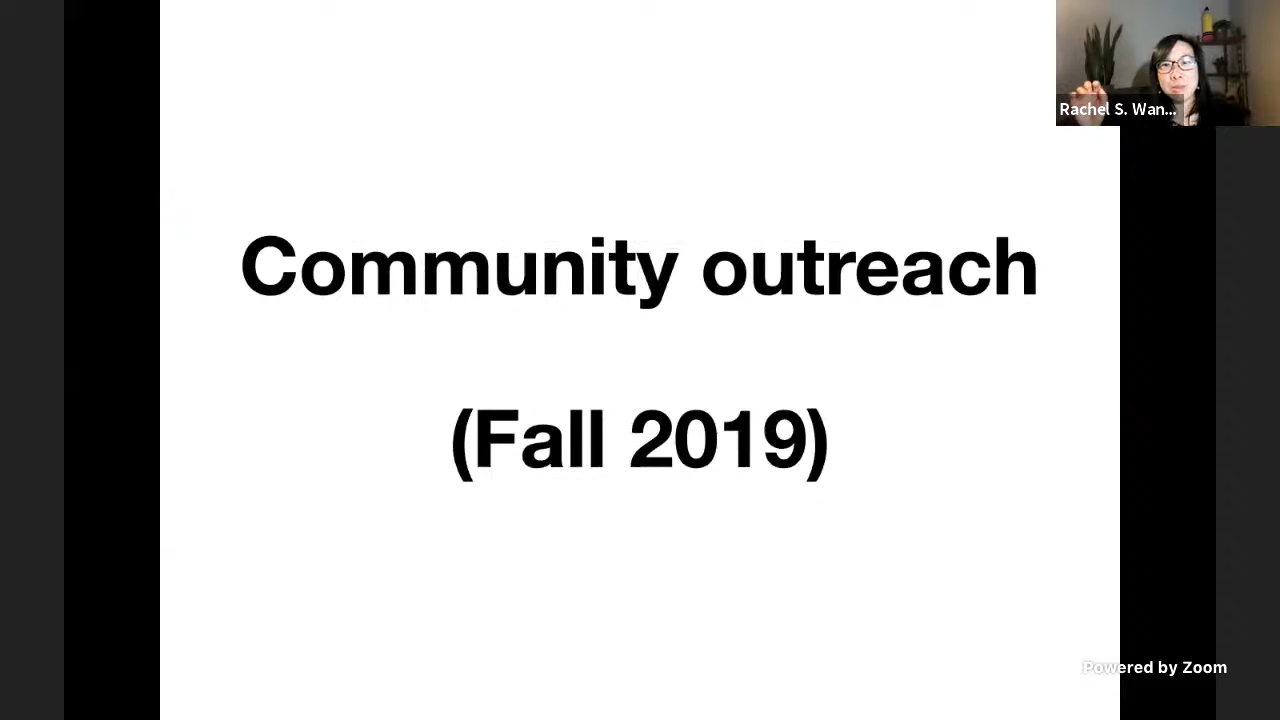 Rachel S. Wan...
Community outreach
(Fall 2019)
Powered by Zoom